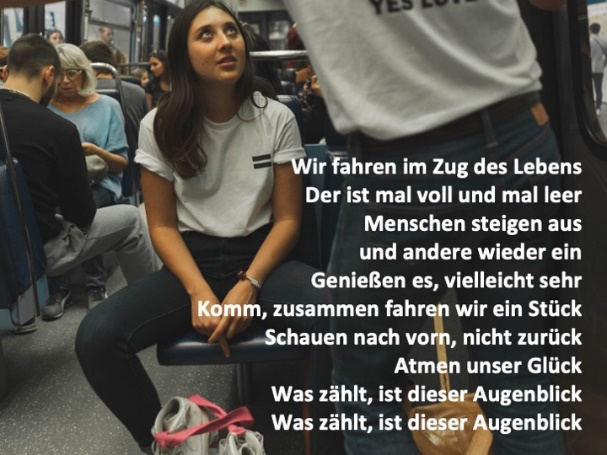 YES LOVE
Wir fahren im Zug des Lebens
Der ist mal voll und mal leer
Menschen steigen aus
und andere wieder ein
Genießen es, vielleicht sehr
Komm, zusammen fahren wir ein Stück
Schauen nach vorn, nicht zurück
Atmen unser Glück
Was zählt, ist dieser Augenblick
Was zählt, ist dieser Augenblick